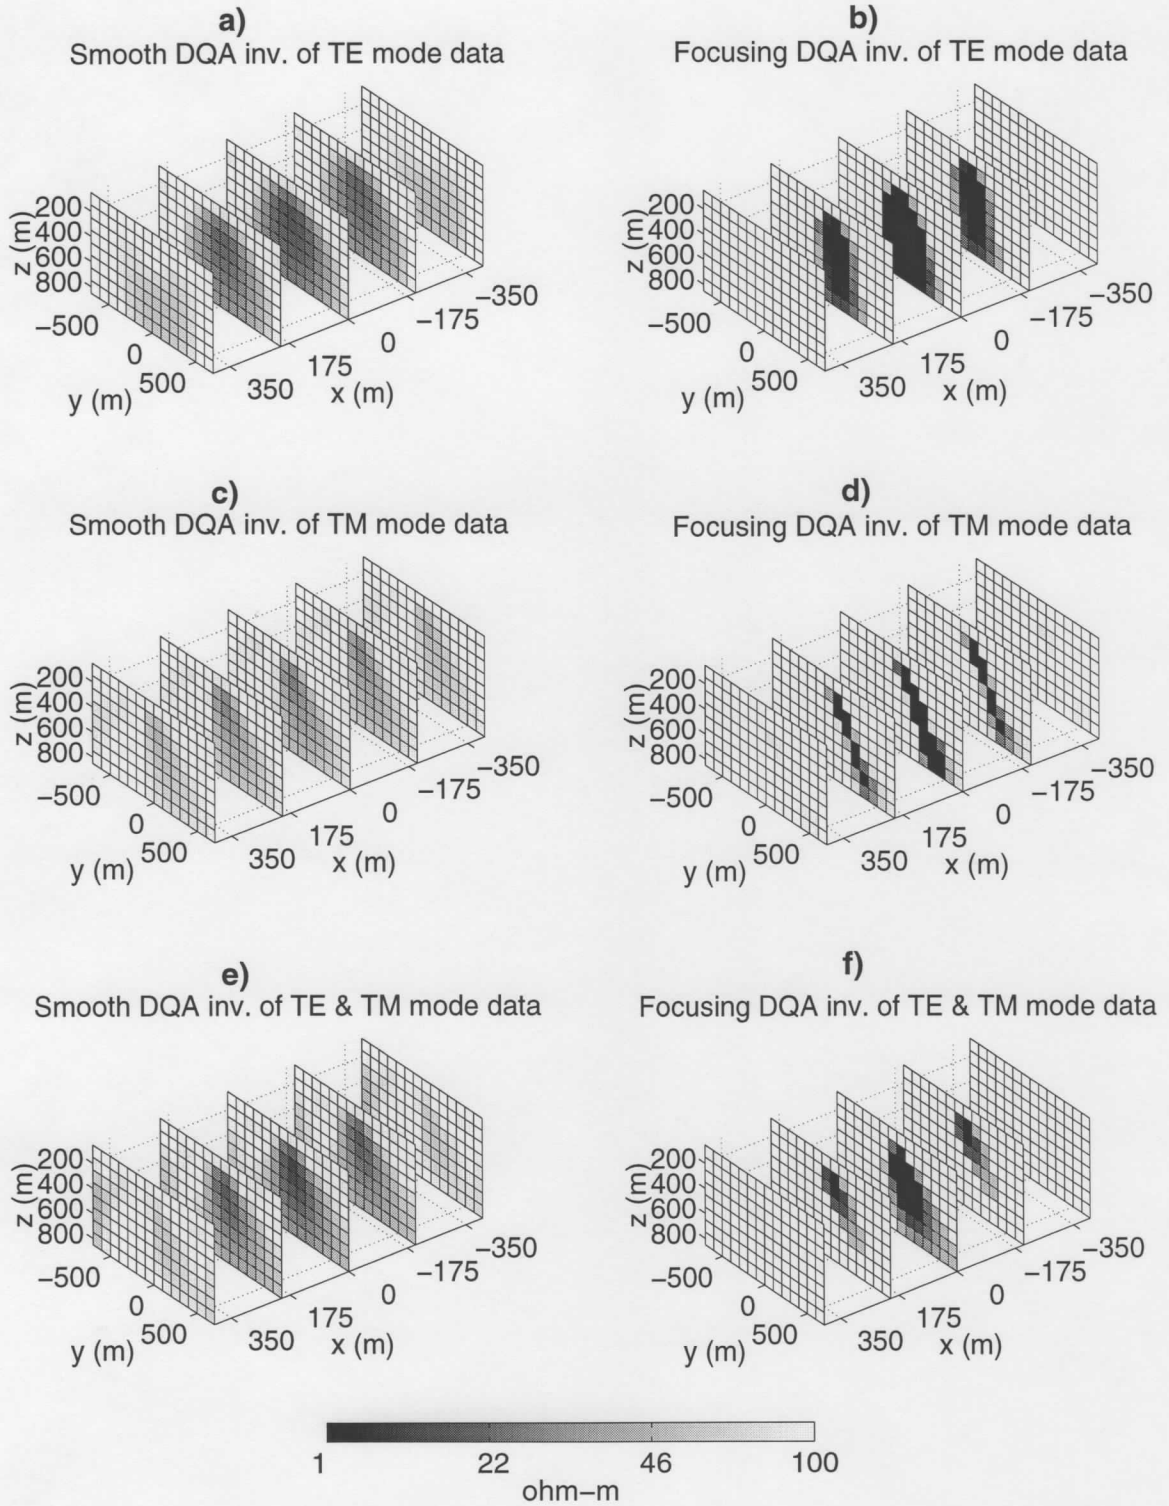 a)
Smooth DQA inv. of TE mode data
200
400
600
800
z (m)
−500
0
500
y (m)
350
175
0
−175
−350
x (m)
b)
Focusing DQA inv. of TE mode data
200
400
600
800
z (m)
−500
0
500
y (m)
350
175
0
−175
−350
x (m)
c)
Smooth DQA inv. of TM mode data
200
400
600
800
z (m)
−500
0
500
y (m)
350
175
0
−175
−350
x (m)
d)
Focusing DQA inv. of TM mode data
200
400
600
800
z (m)
−500
0
500
y (m)
350
175
0
−175
−350
x (m)
e)
Smooth DQA inv. of TE & TM mode data
200
400
600
800
z (m)
−500
0
500
y (m)
350
175
0
−175
−350
x (m)
f)
Focusing DQA inv. of TE & TM mode data
200
400
600
800
z (m)
−500
0
500
y (m)
350
175
0
−175
−350
x (m)
1 22 46 100
ohm−m